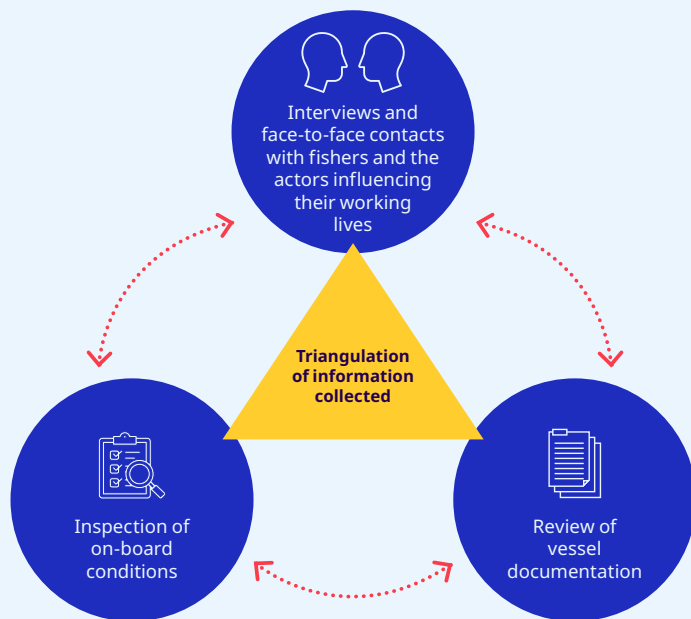 Interviews and
face-to-face contacts
with fishers and the
actors influencing
their working
lives
Triangulation
of information
collected
Inspection of
on-board
conditions
Review of
vessel
documentation